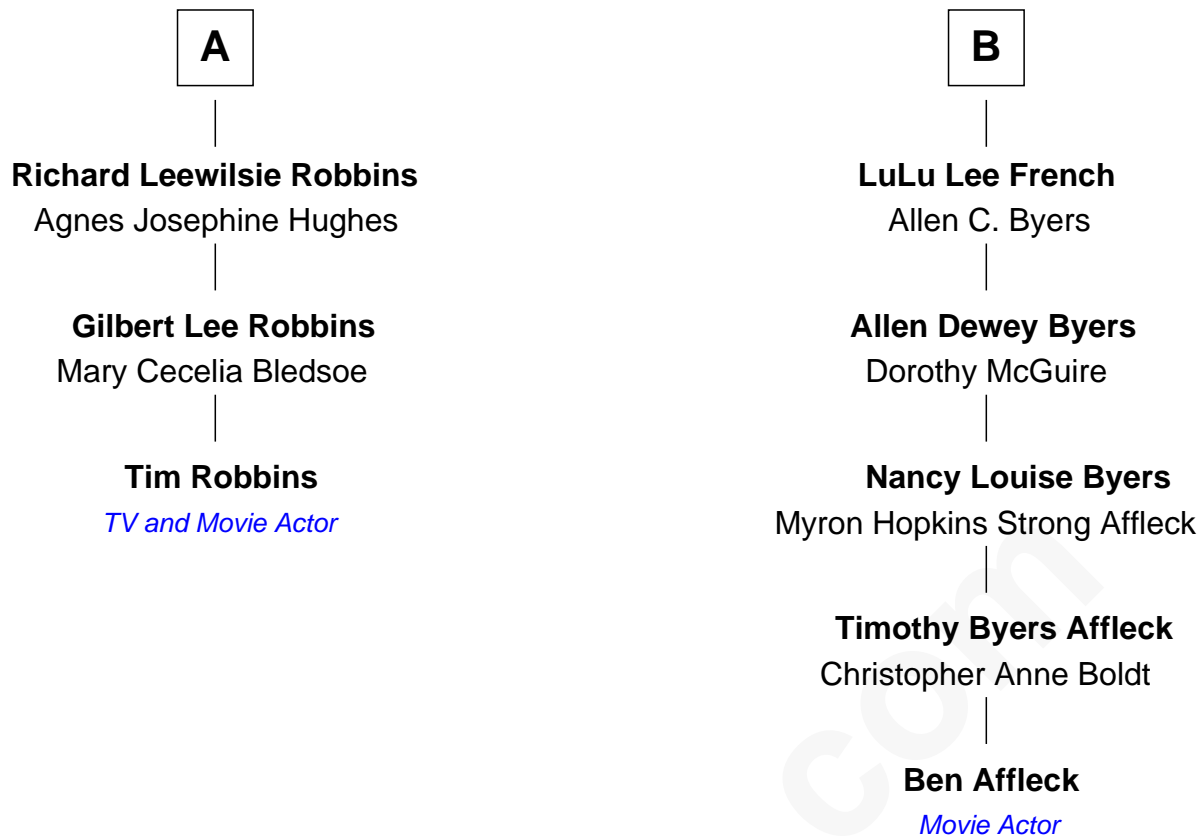 A
Richard Leewilsie Robbins
Agnes Josephine Hughes
Gilbert Lee Robbins
Mary Cecelia Bledsoe
Tim Robbins
TV and Movie Actor
B
LuLu Lee French
Allen C. Byers
Allen Dewey Byers
Dorothy McGuire
Nancy Louise Byers
Myron Hopkins Strong Affleck
Timothy Byers Affleck
Christopher Anne Boldt
Ben Affleck
Movie Actor
com